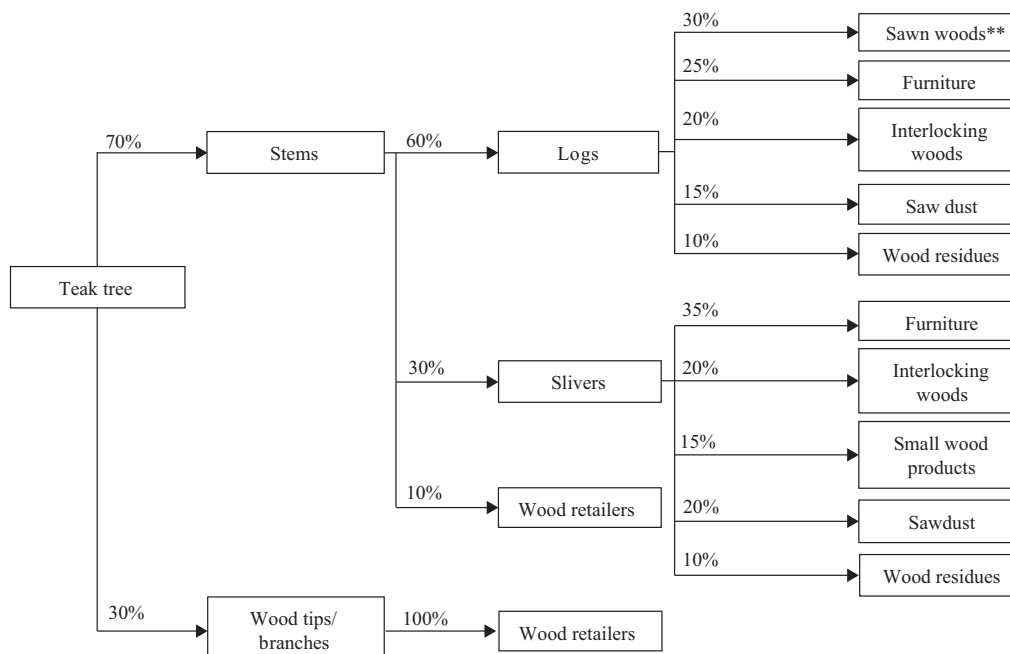 30%
Sawn woods**
25%
Furniture
20%
Interlocking
woods
70%
Stems
60%
Logs
15%
Saw dust
10%
Wood residues
Teak tree
35%
Furniture
30%
Slivers
20%
Interlocking
woods
15%
Small wood
products
10%
Wood retailers
20%
Sawdust
10%
Wood residues
30%
Wood tips/
branches
100%
Wood retailers